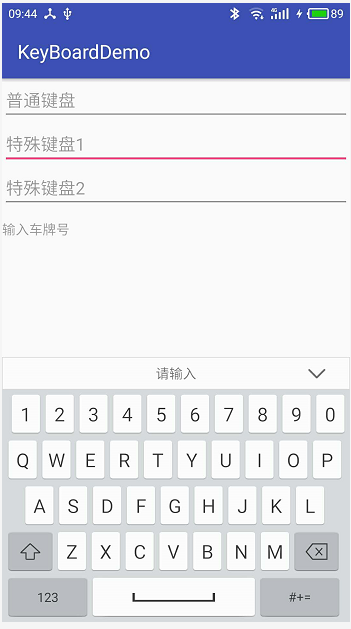 09:44 4G 89
KeyBoardDemo
普通键盘
特殊键盘1
特殊键盘2
输入车牌号
请输入
1 2 3 4 5 6 7 8 9 0
Q W E R T Y U I O P
A S D F G H J K L
Z X C V B N M
123 #+=